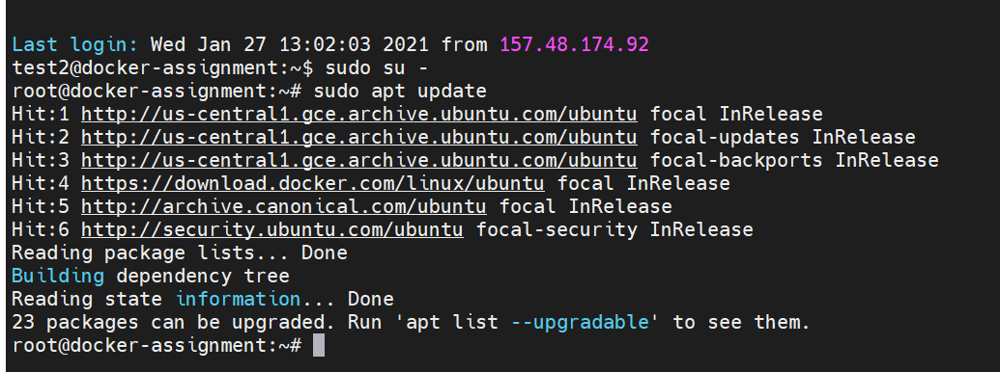 Last login: Wed Jan 27 13:02:03 2021 from 157.48.174.92
test2@docker-assignment:~$ sudo su -
root@docker-assignment:~# sudo apt update
Hit:1 http://us-central1.gce.archive.ubuntu.com/ubuntu focal InRelease
Hit:2 http://us-central1.gce.archive.ubuntu.com/ubuntu focal-updates InRelease
Hit:3 http://us-central1.gce.archive.ubuntu.com/ubuntu focal-backports InRelease
Hit:4 https://download.docker.com/linux/ubuntu focal InRelease
Hit:5 http://archive.canonical.com/ubuntu focal InRelease
Hit:6 http://security.ubuntu.com/ubuntu focal-security InRelease
Reading package lists... Done
Building dependency tree
Reading state information... Done
23 packages can be upgraded. Run 'apt list --upgradable' to see them.
root@docker-assignment:~#